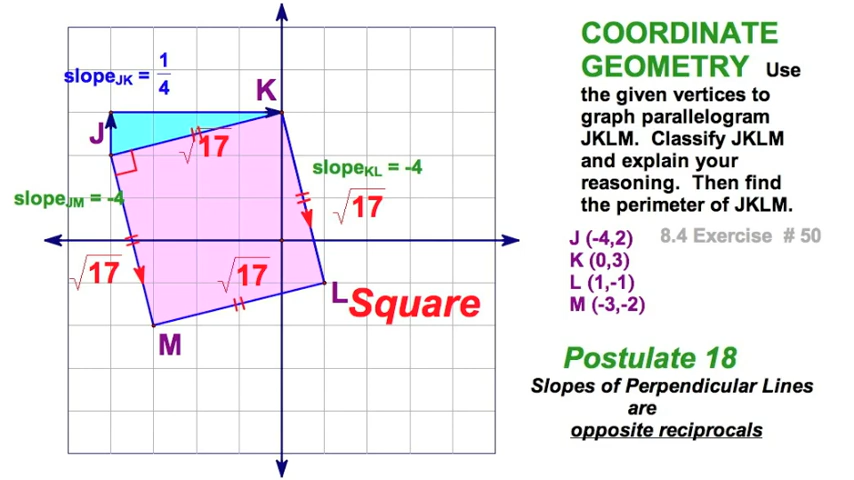 COORDINATE
GEOMETRY Use
the given vertices to
graph parallelogram
JKLM. Classify JKLM
and explain your
reasoning. Then find
the perimeter of JKLM.
J (-4,2)
8.4 Exercise # 50
K (0,3)
L (1,-1)
M (-3,-2)
slopeJK = 1/4
K
J
√17
slopeKL = -4
slopeJM = -4
√17
√17
√17
L
Square
M
Postulate 18
Slopes of Perpendicular Lines
are
opposite reciprocals